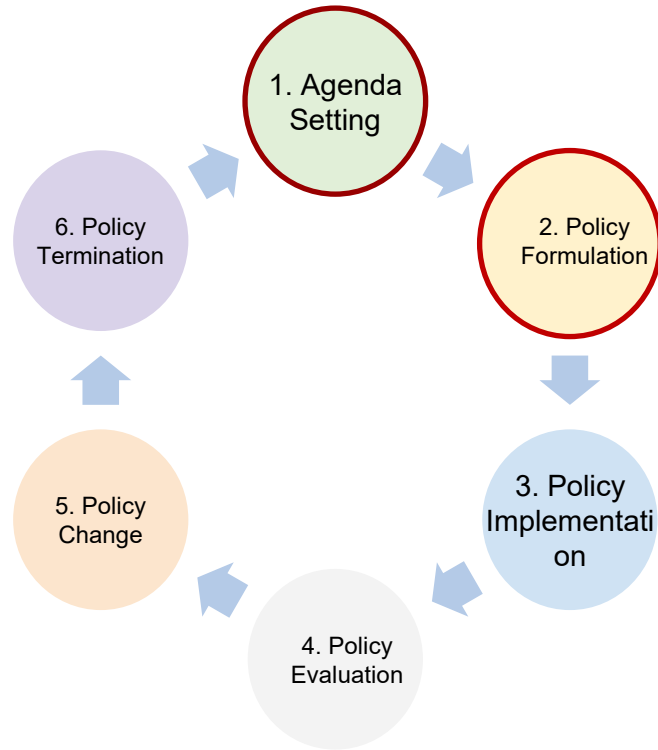 1. Agenda
Setting
2. Policy
Formulation
3. Policy
Implementati
on
4. Policy
Evaluation
5. Policy
Change
6. Policy
Termination